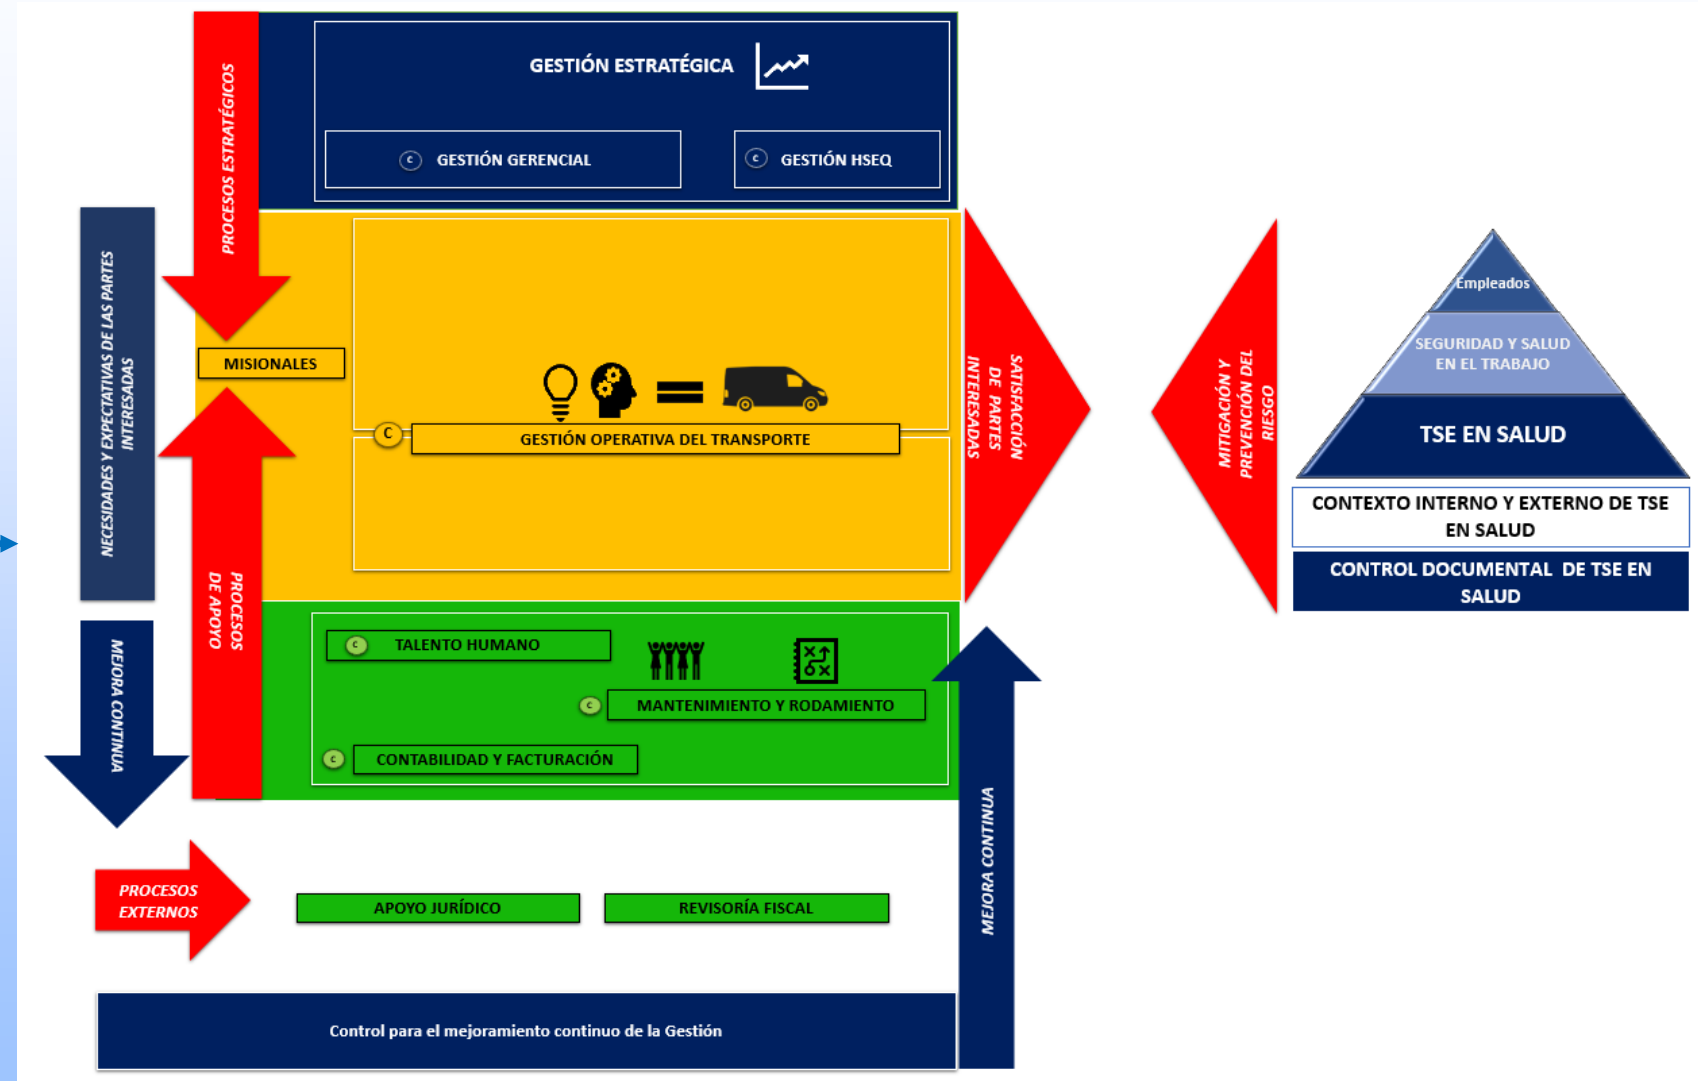 GESTIÓN ESTRATÉGICA
C GESTIÓN GERENCIAL
C GESTIÓN HSEQ
PROCESOS ESTRATÉGICOS
NECESIDADES Y EXPECTATIVAS DE LAS PARTES
INTERESADAS
MISIONALES
C
GESTIÓN OPERATIVA DEL TRANSPORTE
SATISFACCIÓN
DE PARTES
INTERESADAS
MITIGACIÓN Y
PREVENCIÓN DEL
RIESGO
Empleados
SEGURIDAD Y SALUD
EN EL TRABAJO
TSE EN SALUD
CONTEXTO INTERNO Y EXTERNO DE TSE
EN SALUD
CONTROL DOCUMENTAL DE TSE EN
SALUD
PROCESOS
DE APOYO
C TALENTO HUMANO
C MANTENIMIENTO Y RODAMIENTO
C CONTABILIDAD Y FACTURACIÓN
MEJORA CONTINUA
MEJORA CONTINUA
PROCESOS
EXTERNOS
APOYO JURÍDICO
REVISORÍA FISCAL
Control para el mejoramiento continuo de la Gestión